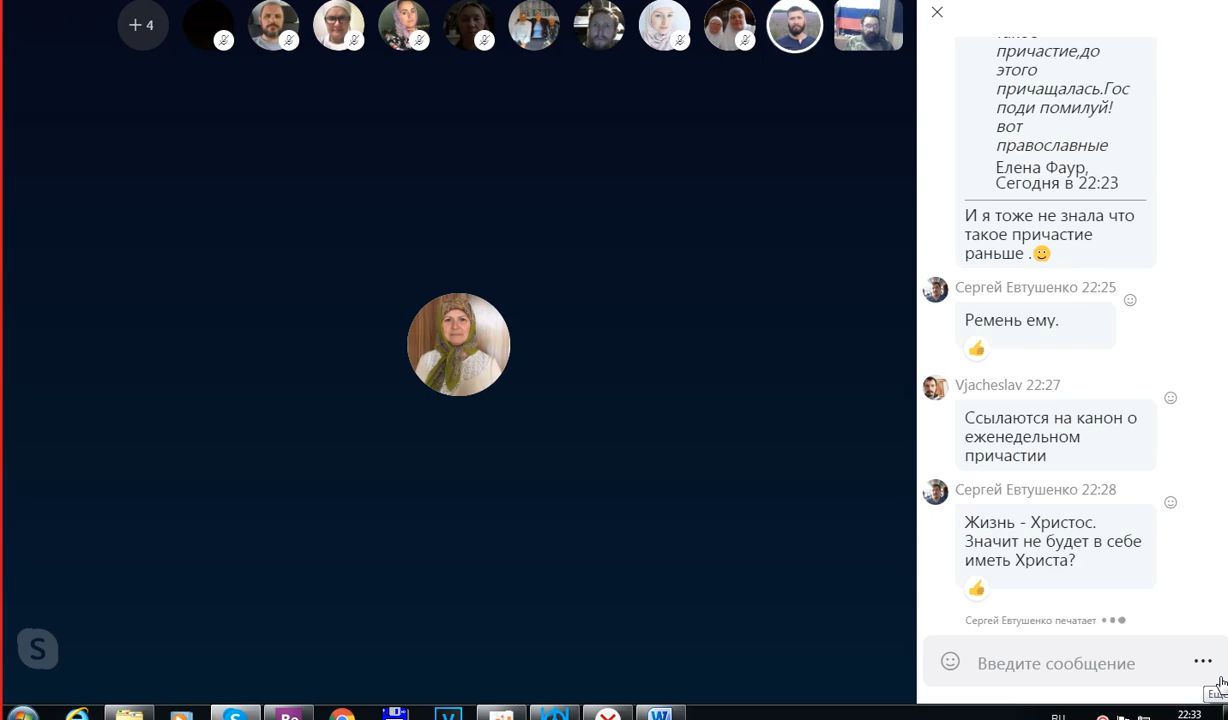 + 4
причастие,до
этого
причащалась.Гос
поди помилуй!
вот
православные
Елена Фаур,
Сегодня в 22:23
И я тоже не знала что
такое причастие
раньше .
Сергей Евтушенко 22:25
Ремень ему.
Vjacheslav 22:27
Ссылаются на канон о
еженедельном
причастии
Сергей Евтушенко 22:28
Жизнь - Христос.
Значит не будет в себе
иметь Христа?
Сергей Евтушенко печатает
Введите сообщение
S
RU
22:33